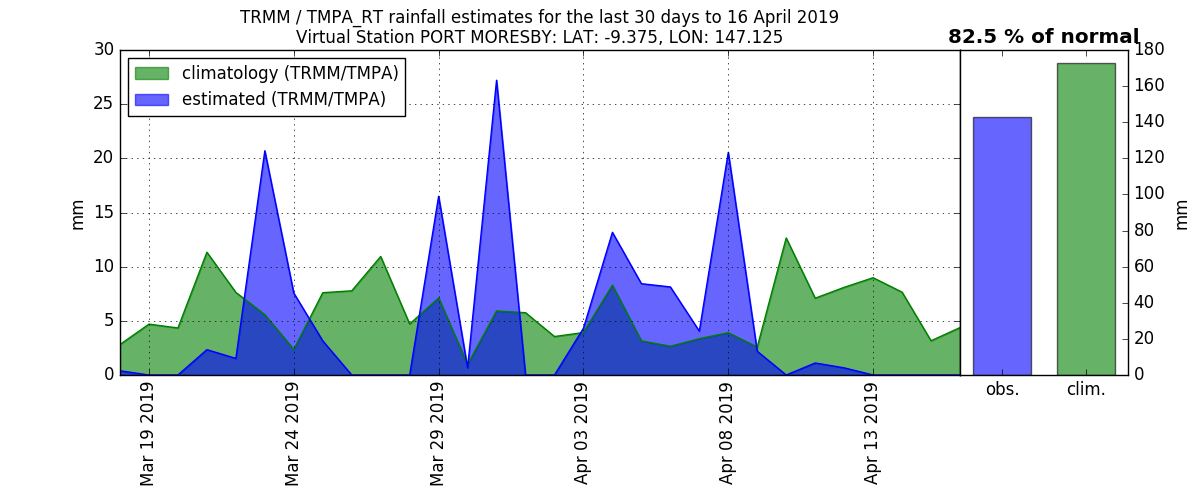 TRMM / TMPA_RT rainfall estimates for the last 30 days to 16 April 2019
Virtual Station PORT MORESBY: LAT: -9.375, LON: 147.125
82.5 % of normal
climatology (TRMM/TMPA)
estimated (TRMM/TMPA)
mm
30
25
20
15
10
5
0
Mar 19 2019
Mar 24 2019
Mar 29 2019
Apr 03 2019
Apr 08 2019
Apr 13 2019
obs.
clim.
180
160
140
120
100
80
60
40
20
0
mm